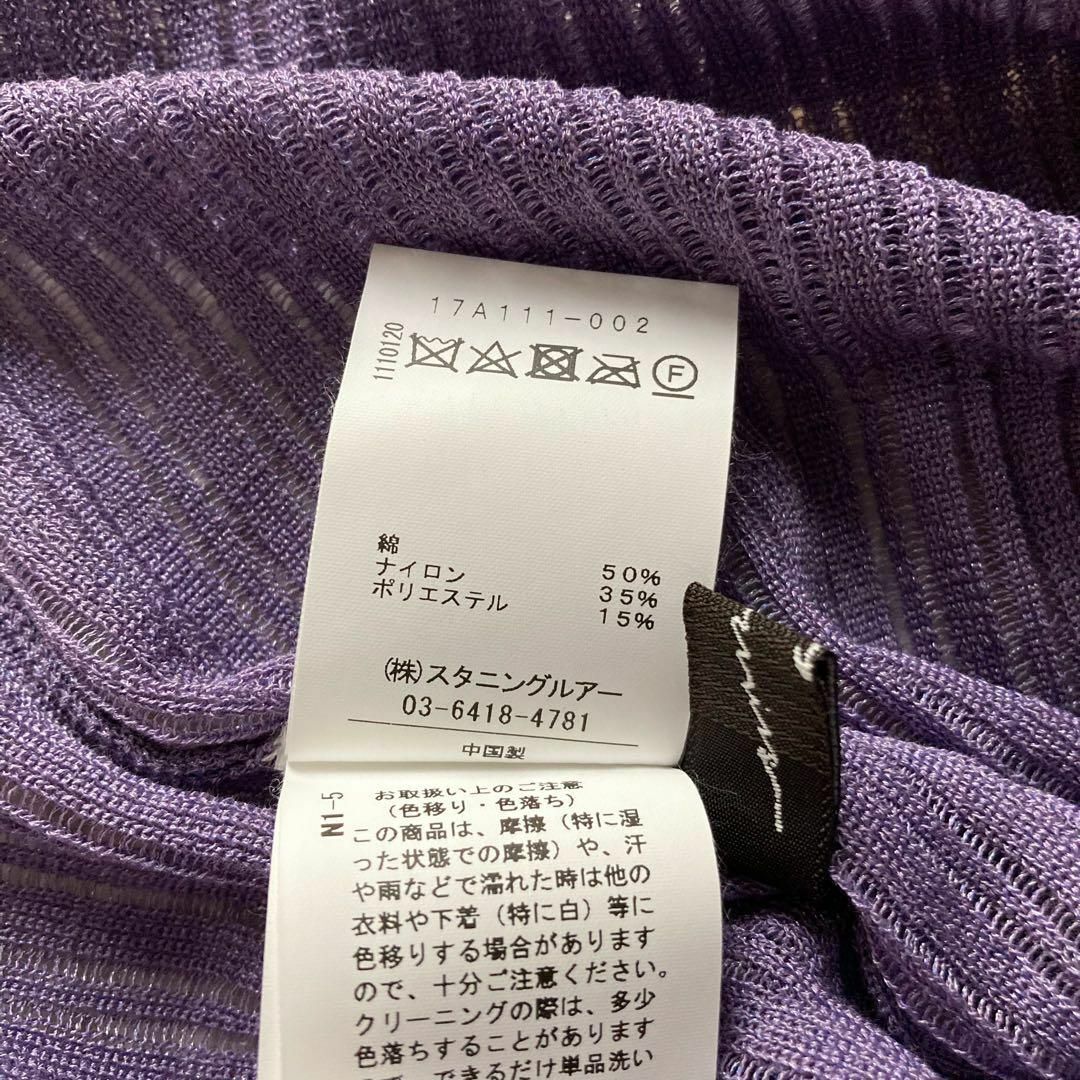 17A111-002
1110120
F
綿 50%
ナイロン 35%
ポリエステル 15%
(株)スタニングルアー
03-6418-4781
中国製
N1-5
お取扱い上のご注意
(色移り・色落ち)
この商品は、摩擦(特に湿
った状態での摩擦)や、汗
や雨などで濡れた時は他の
衣料や下着(特に白)等に
色移りする場合があります
ので、十分ご注意ください。
クリーニングの際は、多少
色落ちすることがあります
ので、できるだけ単品洗い